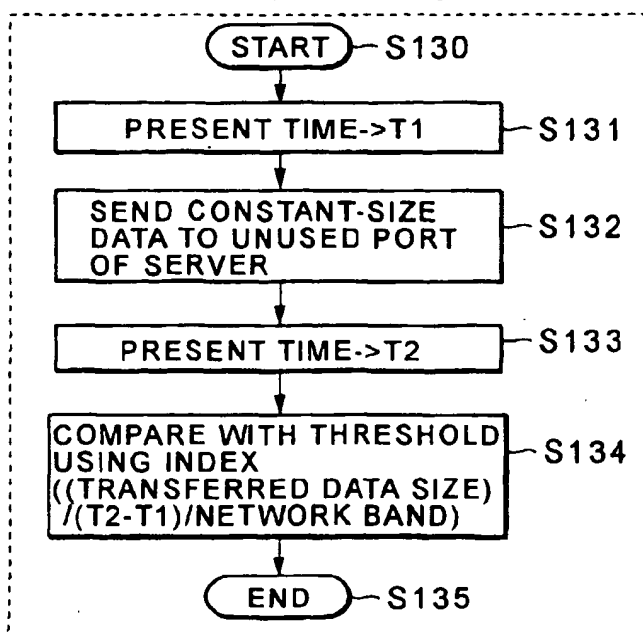 START S130
PRESENT TIME->T1 S131
SEND CONSTANT-SIZE
DATA TO UNUSED PORT S132
OF SERVER
PRESENT TIME->T2 S133
COMPARE WITH THRESHOLD
USING INDEX S134
((TRANSFERRED DATA SIZE)
/(T2-T1)/NETWORK BAND)
END S135